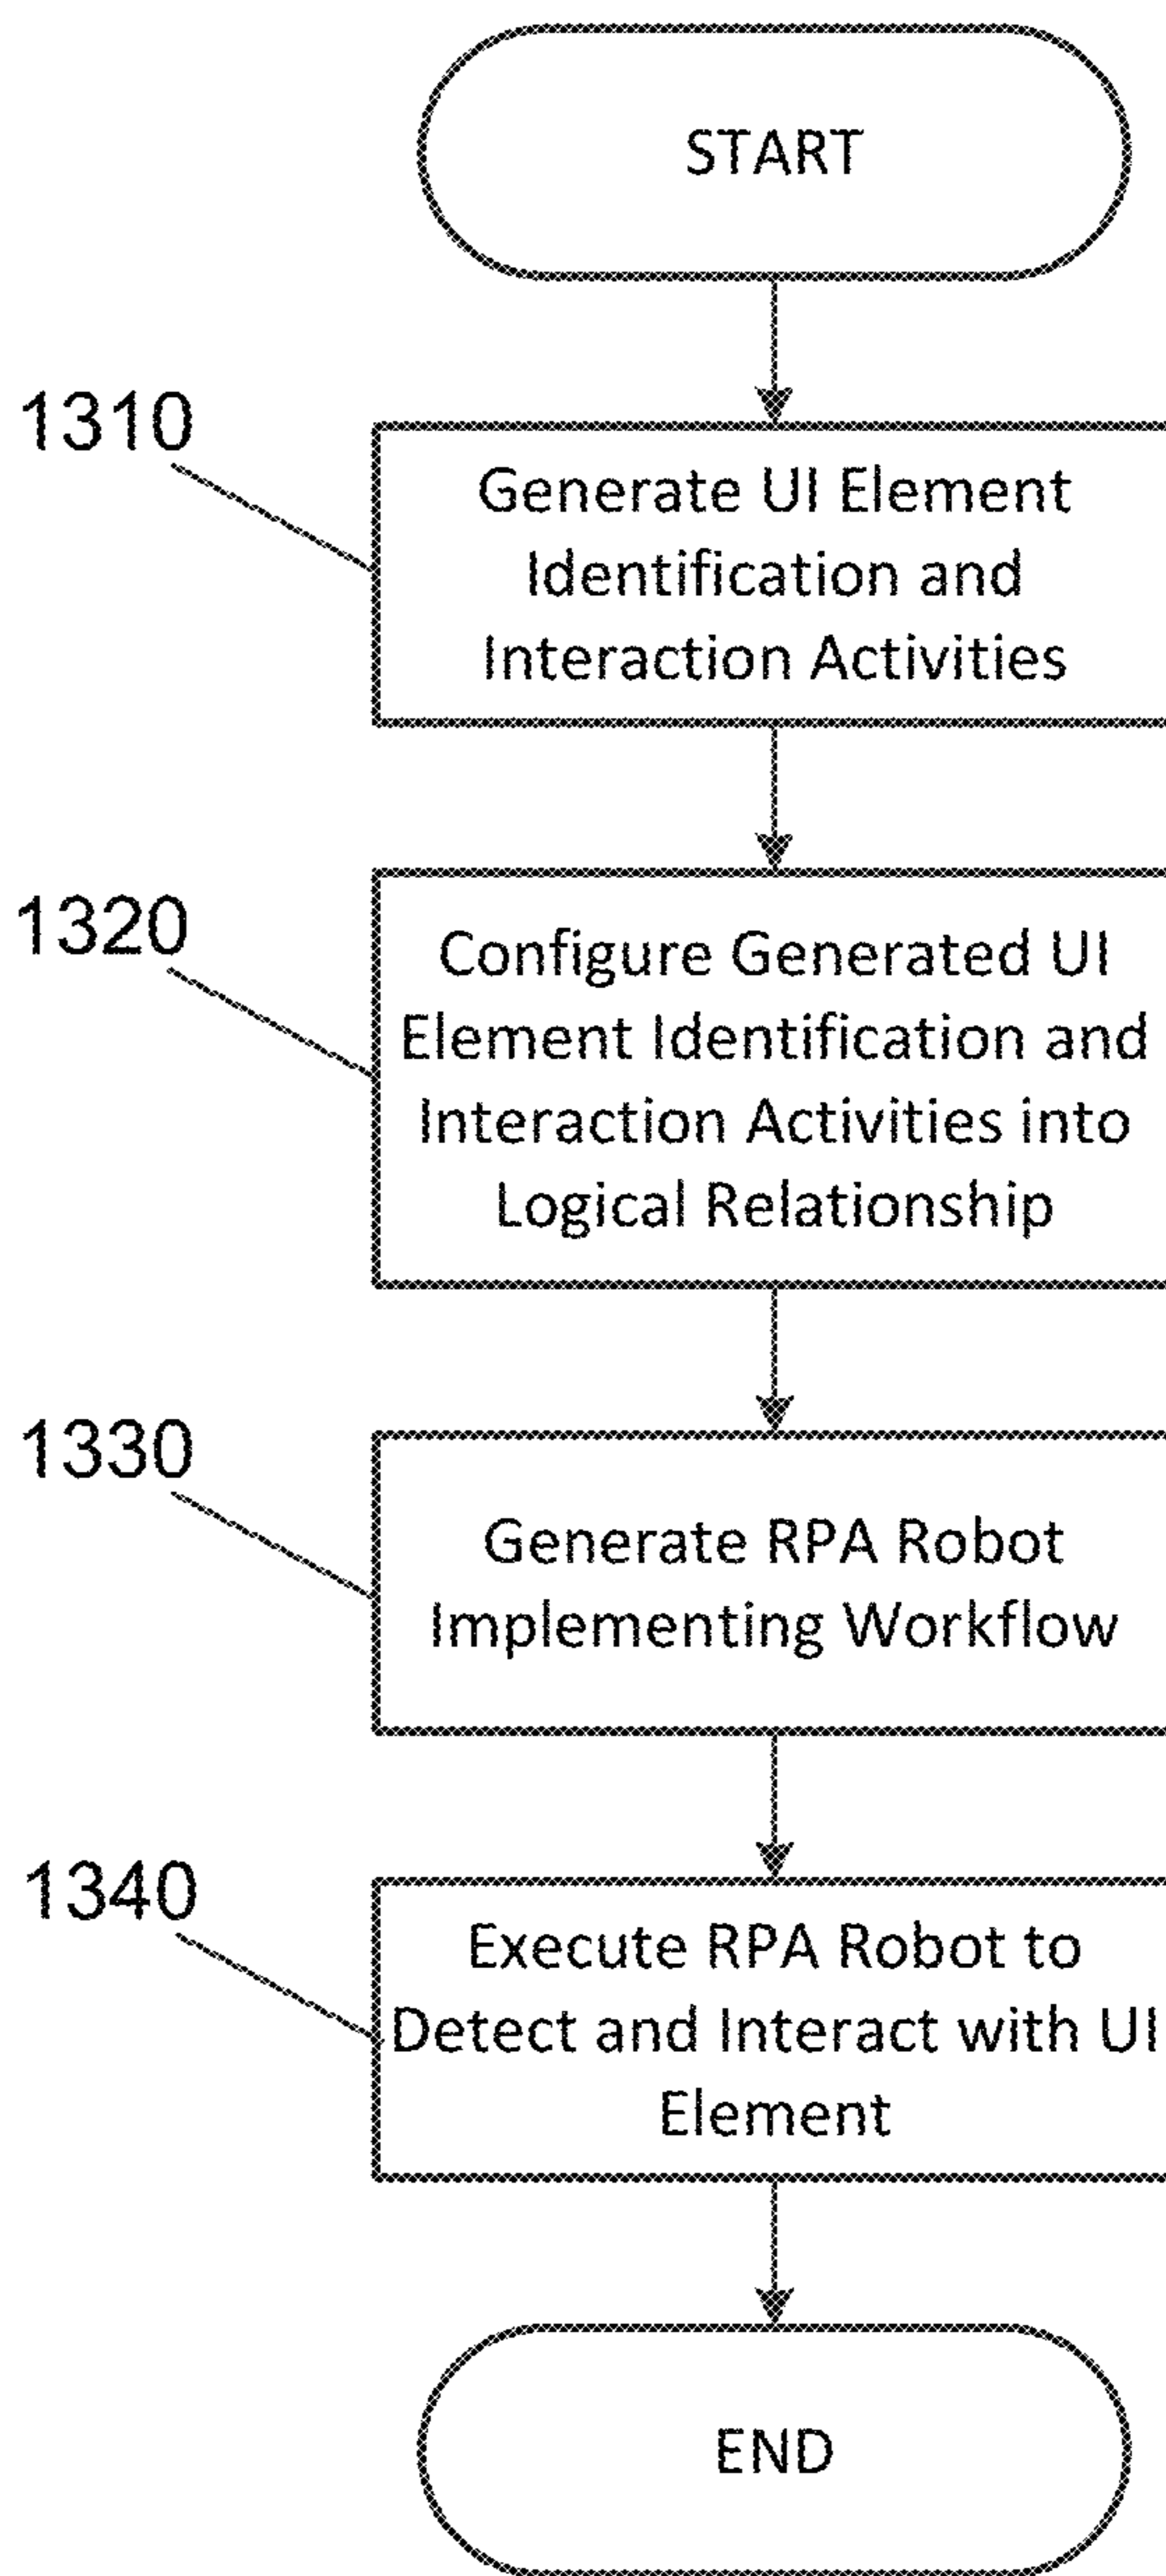 START
1310
Generate UI Element
Identification and
Interaction Activities
1320
Configure Generated UI
Element Identification and
Interaction Activities into
Logical Relationship
1330
Generate RPA Robot
Implementing Workflow
1340
Execute RPA Robot to
Detect and Interact with UI
Element
END